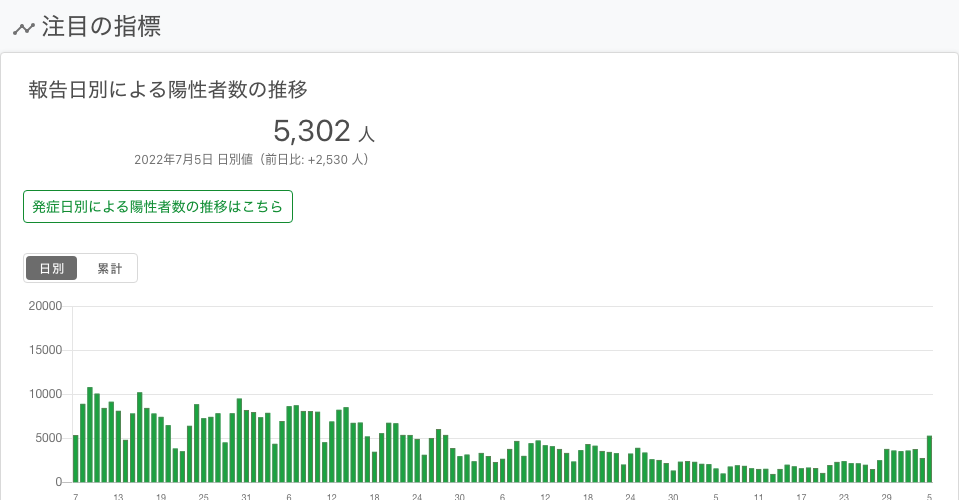 注目の指標
報告日別による陽性者数の推移
5,302 人
2022年7月5日 日別値（前日比: +2,530 人）
発症日別による陽性者数の推移はこちら
日別 累計
20000
15000
10000
5000
0
7 13 19 25 31 6 12 18 24 30 6 12 18 24 30 5 11 17 23 29 5